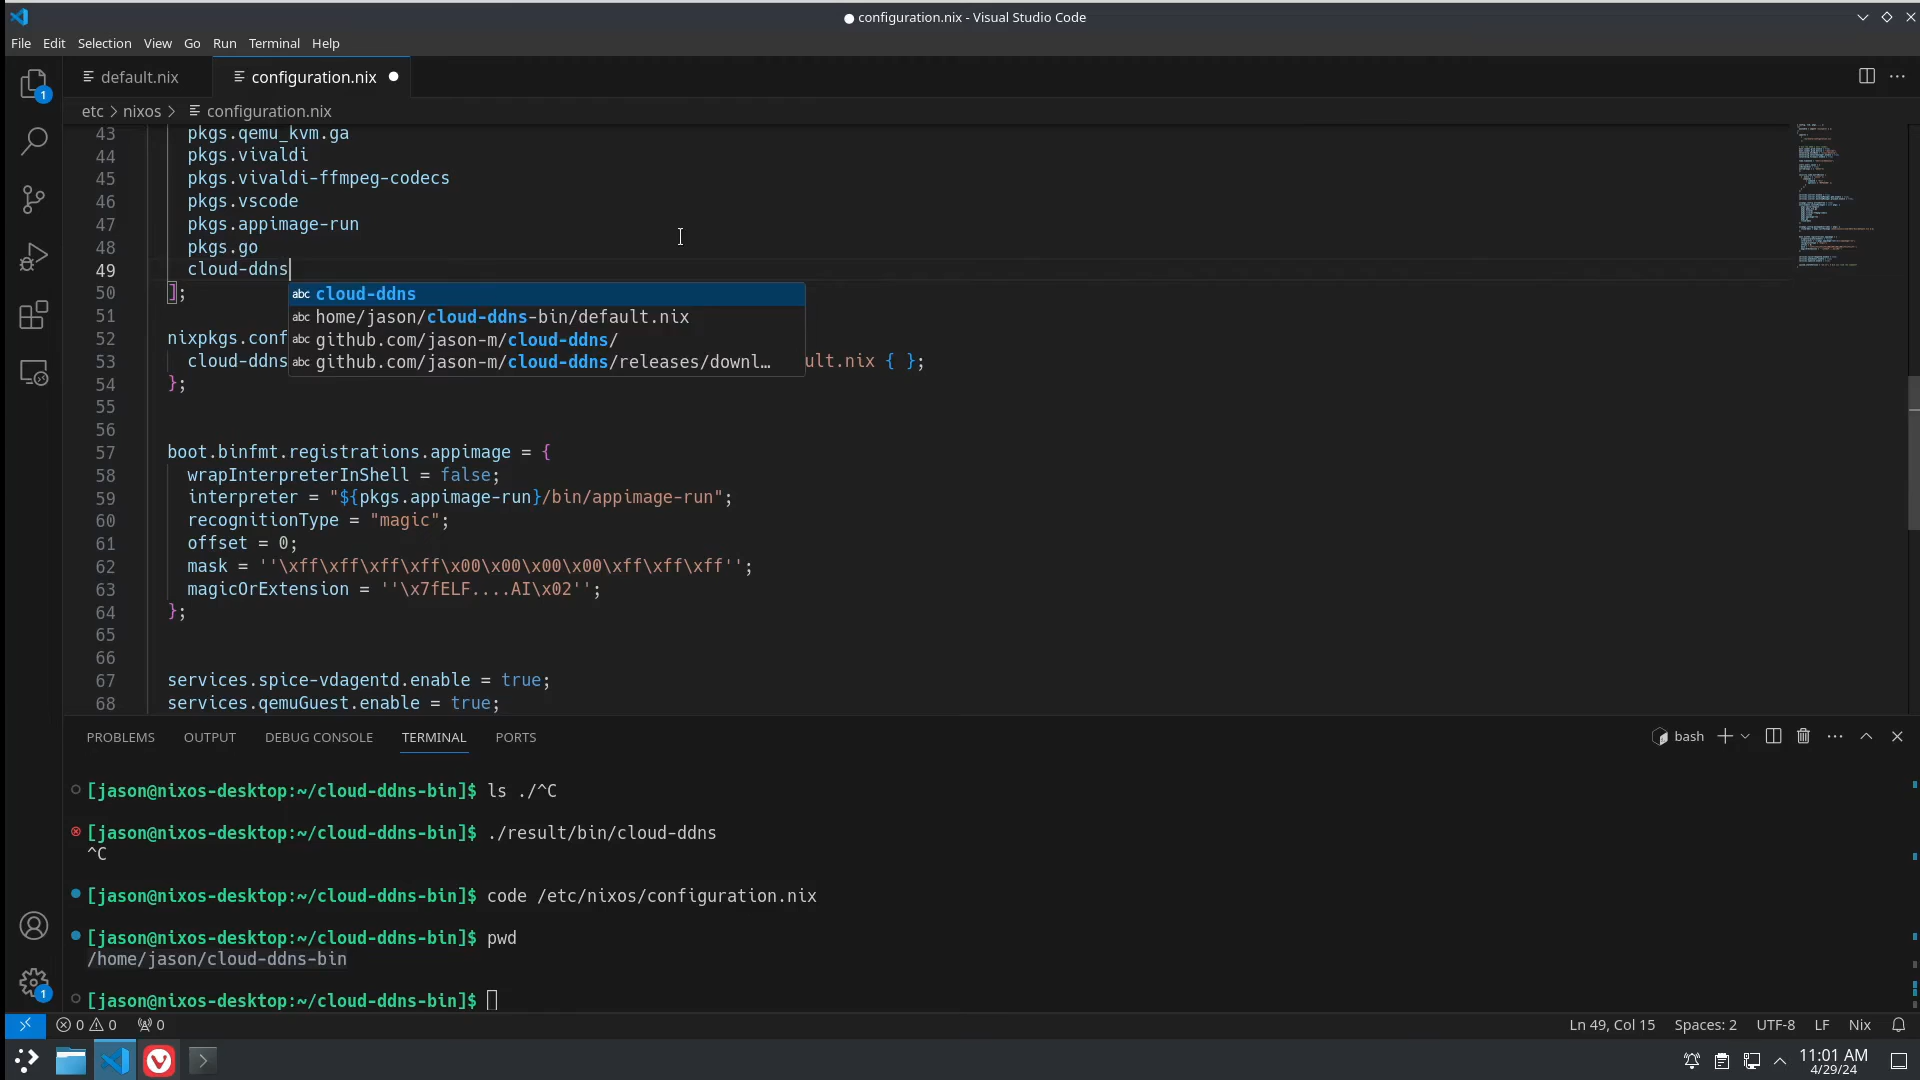 configuration.nix - Visual Studio Code
File Edit Selection View Go Run Terminal Help
default.nix configuration.nix
1
etc > nixos > configuration.nix
43 pkgs.qemu_kvm.ga
44 pkgs.vivaldi
45 pkgs.vivaldi-ffmpeg-codecs
46 pkgs.vscode
47 pkgs.appimage-run
48 pkgs.go
49 cloud-ddns
50 ];
abc cloud-ddns
51
abc home/jason/cloud-ddns-bin/default.nix
52 nixpkgs.conf
abc github.com/jason-m/cloud-ddns/
53 cloud-ddns
abc github.com/jason-m/cloud-ddns/releases/downl…
ult.nix { };
54 };
55
56
57 boot.binfmt.registrations.appimage = {
58 wrapInterpreterInShell = false;
59 interpreter = "${pkgs.appimage-run}/bin/appimage-run";
60 recognitionType = "magic";
61 offset = 0;
62 mask = ''\xff\xff\xff\xff\x00\x00\x00\x00\xff\xff\xff'';
63 magicOrExtension = ''\x7fELF....AI\x02'';
64 };
65
66
67 services.spice-vdagentd.enable = true;
68 services.qemuGuest.enable = true;
PROBLEMS OUTPUT DEBUG CONSOLE TERMINAL PORTS bash
[jason@nixos-desktop:~/cloud-ddns-bin]$ ls ./^C
[jason@nixos-desktop:~/cloud-ddns-bin]$ ./result/bin/cloud-ddns
^C
[jason@nixos-desktop:~/cloud-ddns-bin]$ code /etc/nixos/configuration.nix
[jason@nixos-desktop:~/cloud-ddns-bin]$ pwd
/home/jason/cloud-ddns-bin
1
[jason@nixos-desktop:~/cloud-ddns-bin]$
0 0 0 Ln 49, Col 15 Spaces: 2 UTF-8 LF Nix
11:01 AM
4/29/24